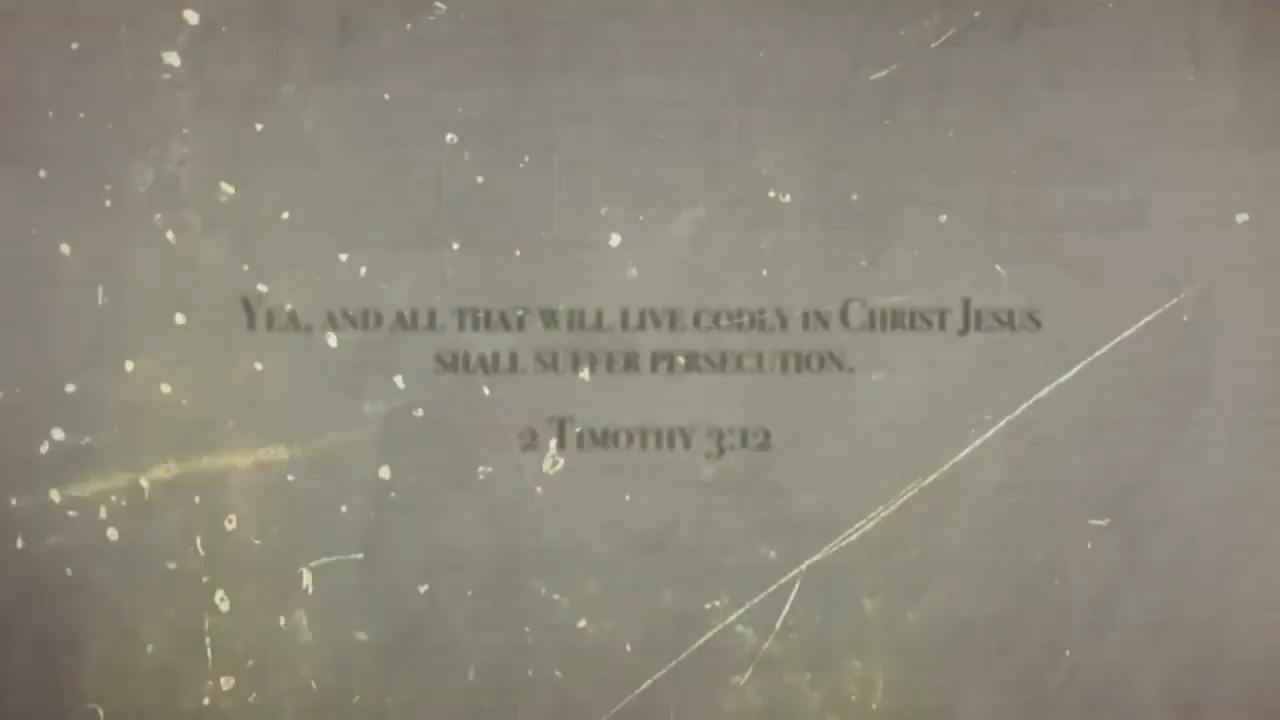 Yea, and all that will live godly in Christ Jesus
shall suffer persecution.
2 Timothy 3:12